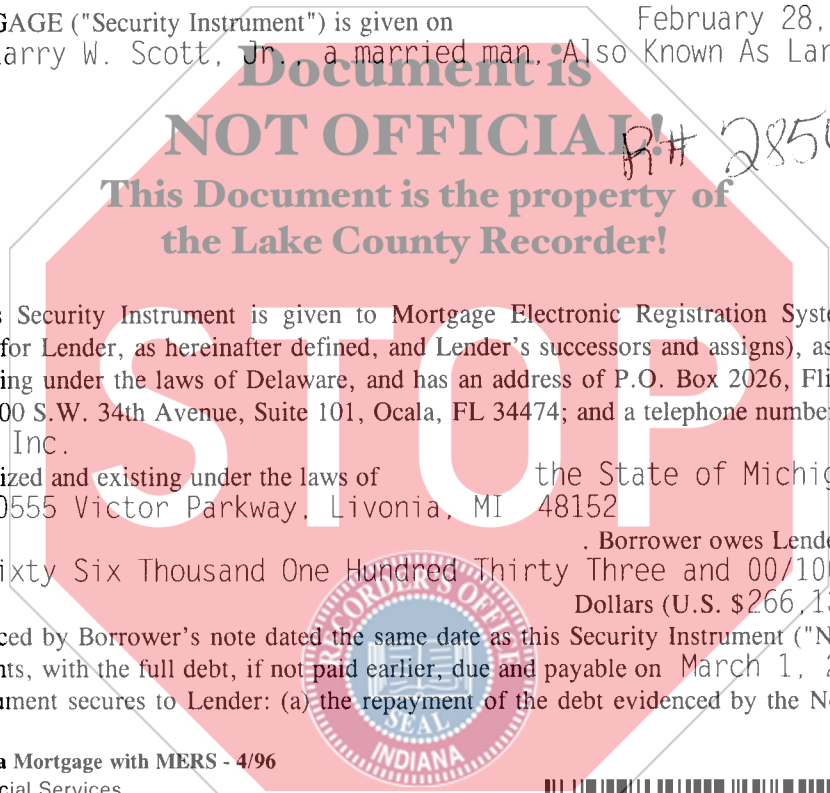 GAGE ("Security Instrument") is given on February 28,
arry W. Scott, Jr., a married man, Also Known As Lar
Document is
NOT OFFICIAL!
R# 285
This Document is the property of
the Lake County Recorder!
s Security Instrument is given to Mortgage Electronic Registration Syst
for Lender, as hereinafter defined, and Lender's successors and assigns), as
ing under the laws of Delaware, and has an address of P.O. Box 2026, Fli
00 S.W. 34th Avenue, Suite 101, Ocala, FL 34474; and a telephone number
Inc.
ized and existing under the laws of the State of Michig
0555 Victor Parkway, Livonia, MI 48152
. Borrower owes Lende
ixty Six Thousand One Hundred Thirty Three and 00/10
Dollars (U.S. $266,13
ced by Borrower's note dated the same date as this Security Instrument ("N
nts, with the full debt, if not paid earlier, due and payable on March 1, 2
ument secures to Lender: (a) the repayment of the debt evidenced by the N
a Mortgage with MERS - 4/96
cial Services
STOP
RECORDER'S OFFICE
SEAL
INDIANA